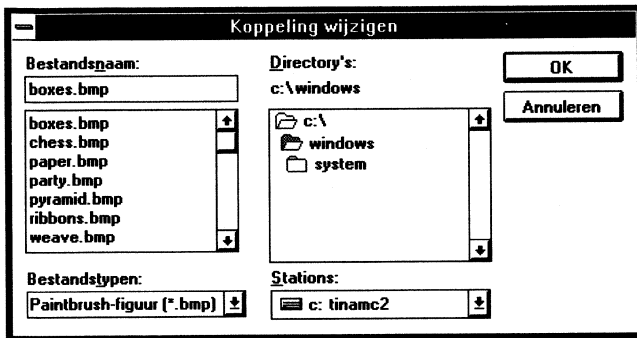 Koppeling wijzigen
Bestandsnaam:
boxes.bmp
boxes.bmp
chess.bmp
paper.bmp
party.bmp
pyramid.bmp
ribbons.bmp
weave.bmp
Bestandstypen:
Paintbrush-figuur (*.bmp)
Directory's:
c:\windows
c:\
windows
system
Stations:
c: tinamc2
OK
Annuleren